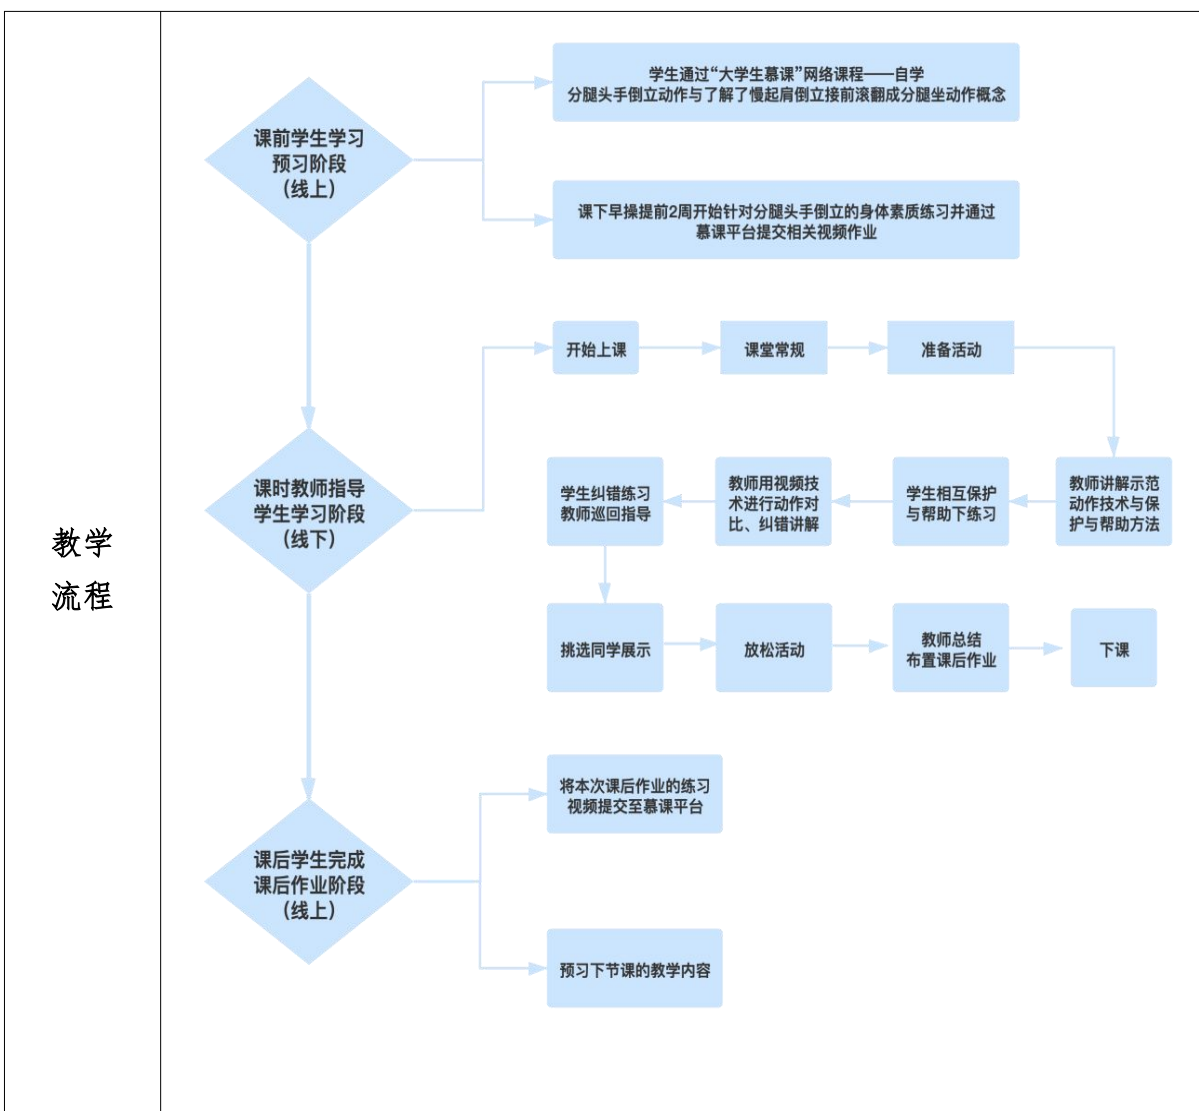 教学
流程
课前学生学习
预习阶段
（线上）
学生通过“大学生慕课”网络课程——自学
分腿头手倒立动作与了解了慢起肩倒立接前滚翻成分腿坐动作概念
课下早操提前2周开始针对分腿头手倒立的身体素质练习并通过
慕课平台提交相关视频作业
课时教师指导
学生学习阶段
（线下）
开始上课
课堂常规
准备活动
教师讲解示范
动作技术与保
护与帮助方法
学生相互保护
与帮助下练习
教师用视频技
术进行动作对
比、纠错讲解
学生纠错练习
教师巡回指导
挑选同学展示
放松活动
教师总结
布置课后作业
下课
课后学生完成
课后作业阶段
（线上）
将本次课后作业的练习
视频提交至慕课平台
预习下节课的教学内容